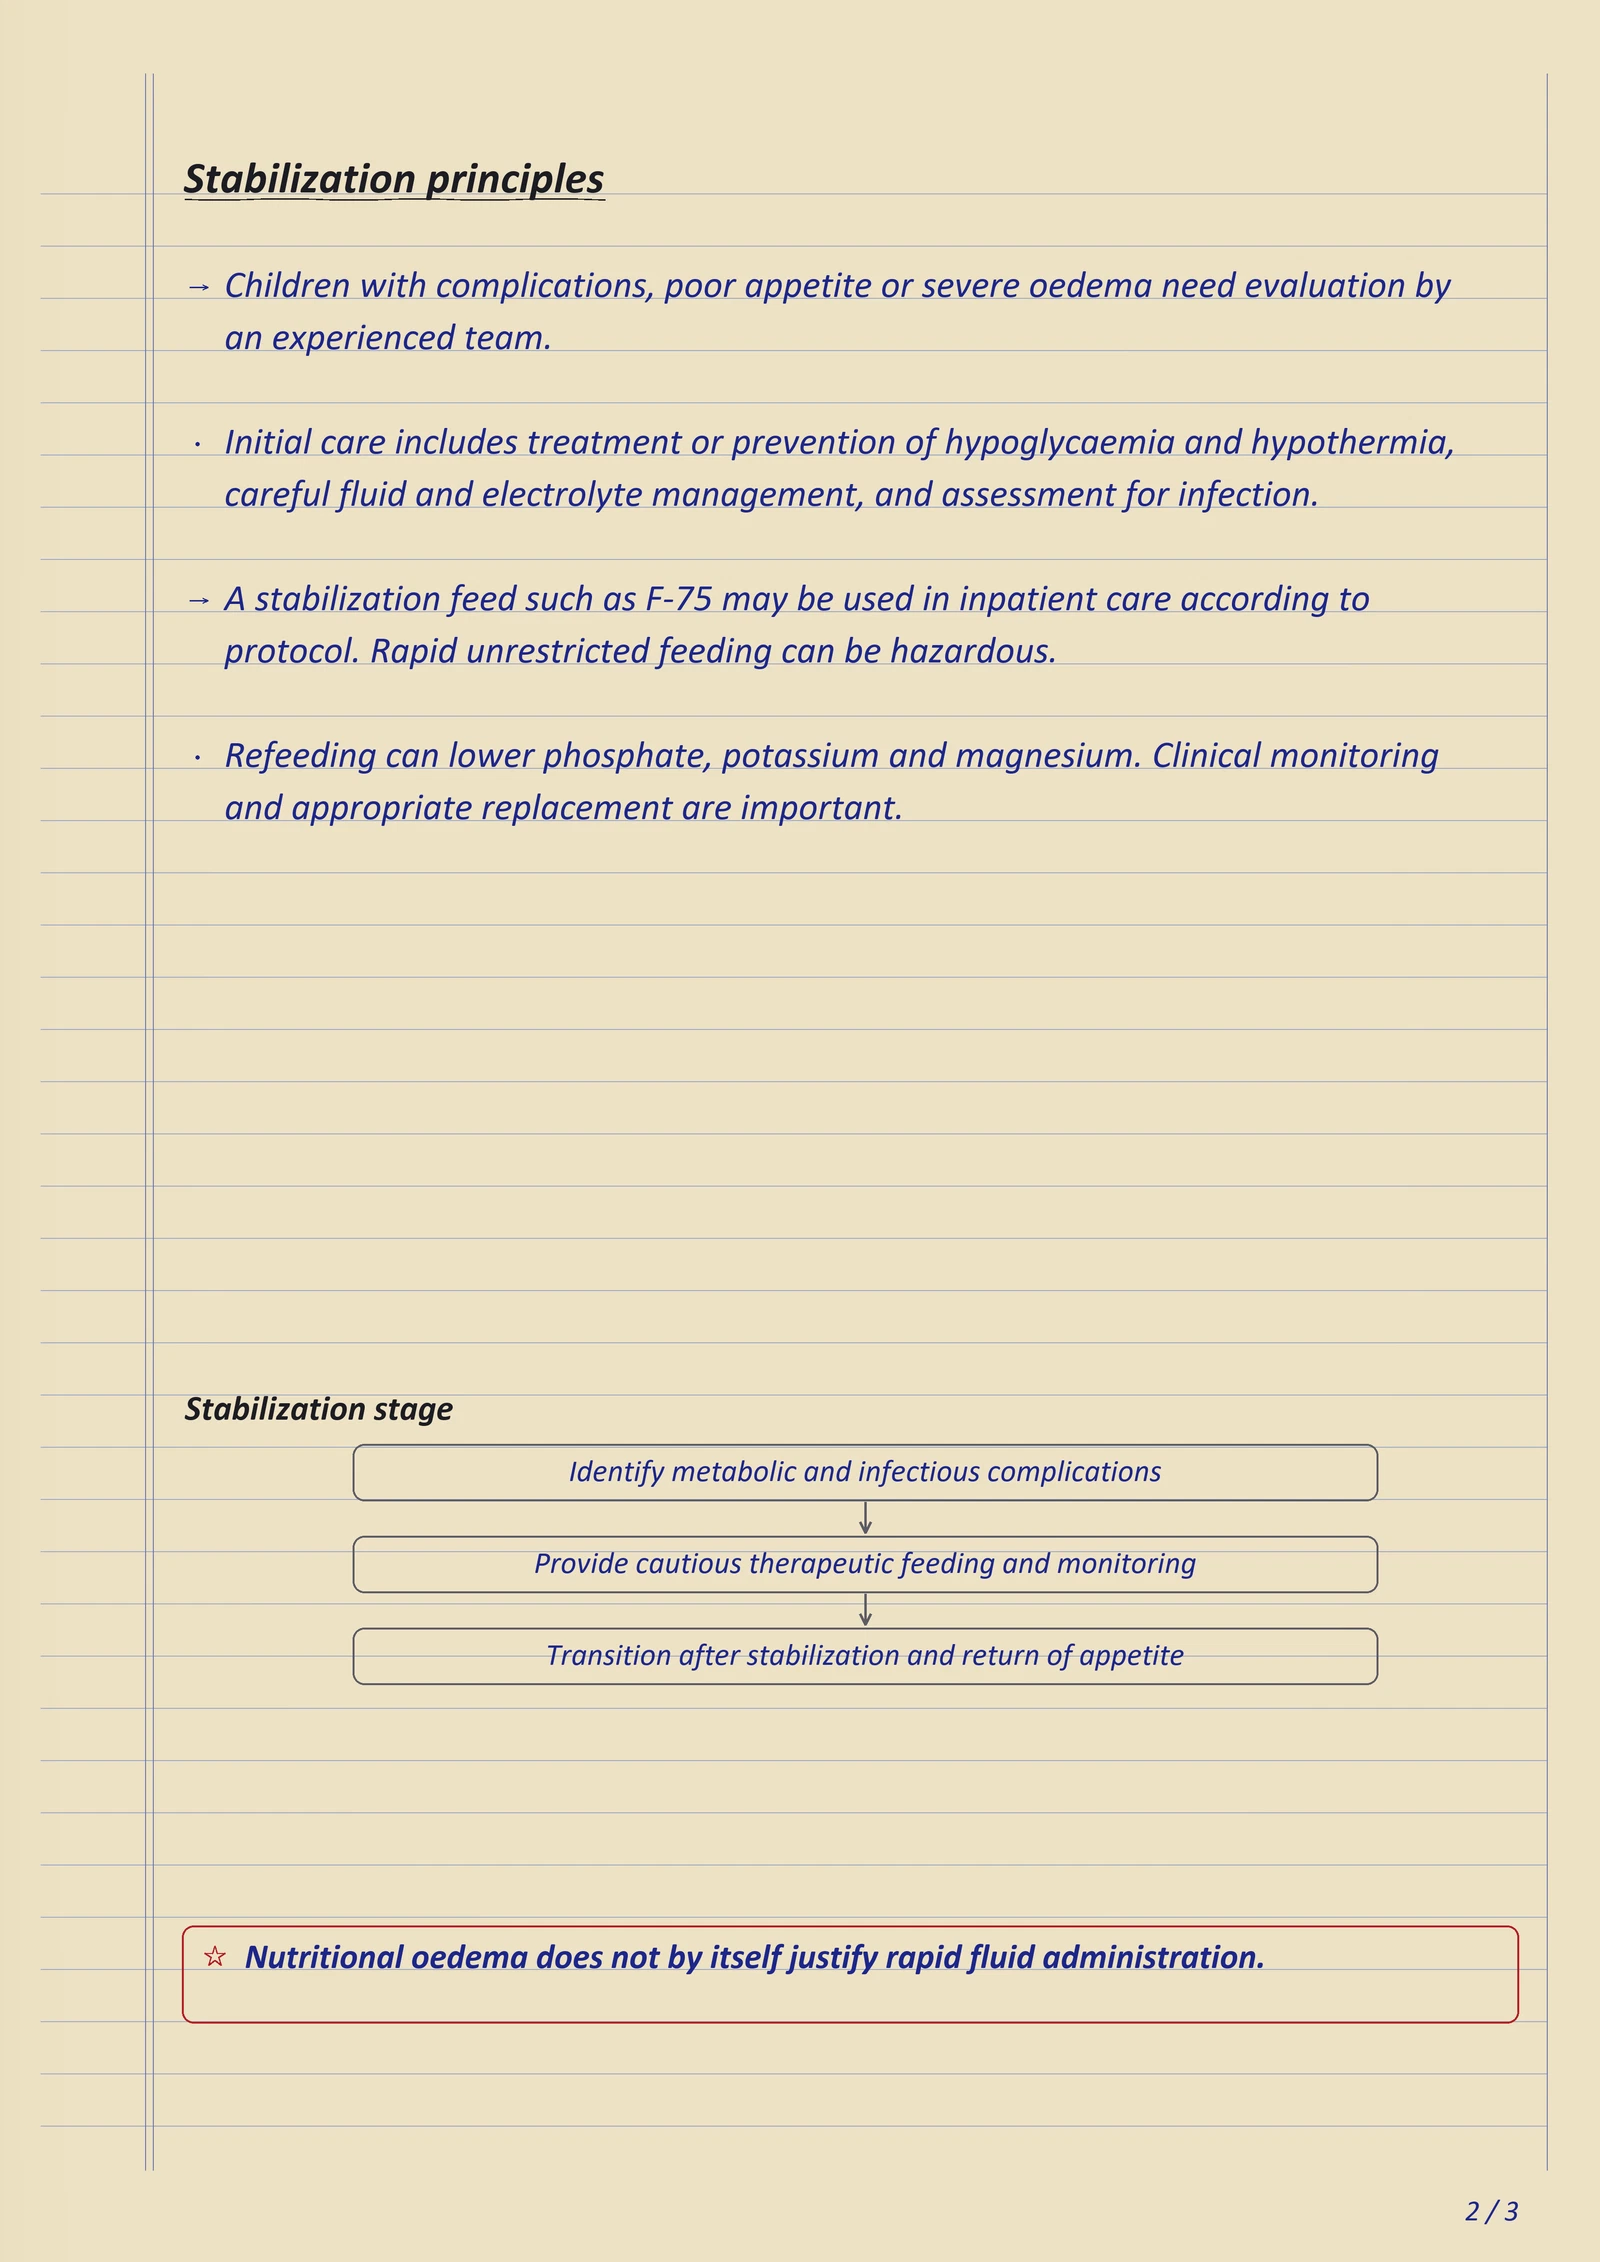 Stabilization principles
→ Children with complications, poor appetite or severe oedema need evaluation by
an experienced team.
· Initial care includes treatment or prevention of hypoglycaemia and hypothermia,
careful fluid and electrolyte management, and assessment for infection.
→ A stabilization feed such as F-75 may be used in inpatient care according to
protocol. Rapid unrestricted feeding can be hazardous.
· Refeeding can lower phosphate, potassium and magnesium. Clinical monitoring
and appropriate replacement are important.
Stabilization stage
Identify metabolic and infectious complications
Provide cautious therapeutic feeding and monitoring
Transition after stabilization and return of appetite
☆ Nutritional oedema does not by itself justify rapid fluid administration.
2 / 3